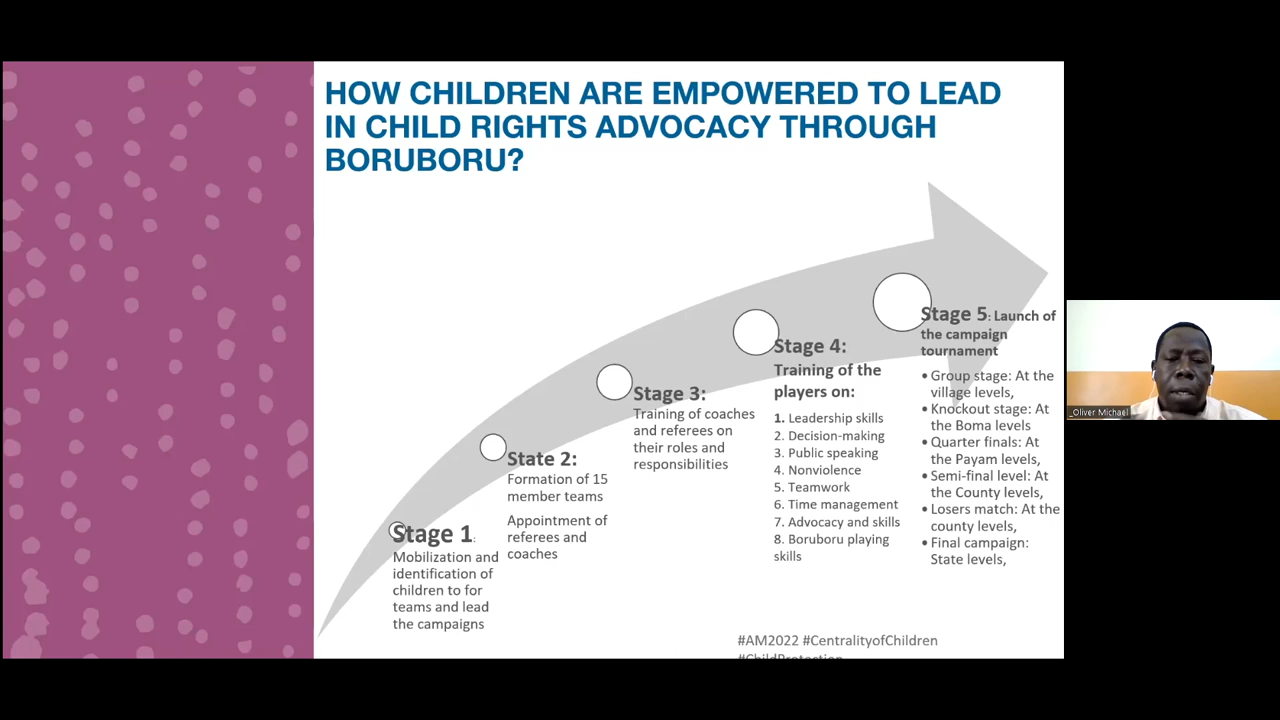 HOW CHILDREN ARE EMPOWERED TO LEAD
IN CHILD RIGHTS ADVOCACY THROUGH
BORUBORU?
Stage 1:
Mobilization and
identification of
children to for
teams and lead
the campaigns
State 2:
Formation of 15
member teams
Appointment of
referees and
coaches
Stage 3:
Training of coaches
and referees on
their roles and
responsibilities
Stage 4:
Training of the
players on:
1. Leadership skills
2. Decision-making
3. Public speaking
4. Nonviolence
5. Teamwork
6. Time management
7. Advocacy and skills
8. Boruboru playing
skills
Stage 5: Launch of
the campaign
tournament
• Group stage: At the
village levels,
• Knockout stage: At
the Boma levels
• Quarter finals: At
the Payam levels,
• Semi-final level: At
the County levels,
• Losers match: At the
county levels,
• Final campaign:
State levels,
#AM2022 #CentralityofChildren
#ChildProtection
_Oliver Michael